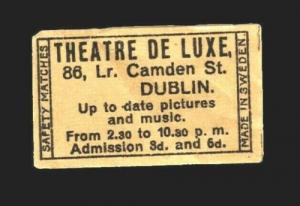 THEATRE DE LUXE,
86, Lr. Camden St.
DUBLIN.
Up to date pictures
and music.
From 2.30 to 10.30 p. m.
Admission 3d. and 6d.
SAFETY MATCHES
MADE IN SWEDEN